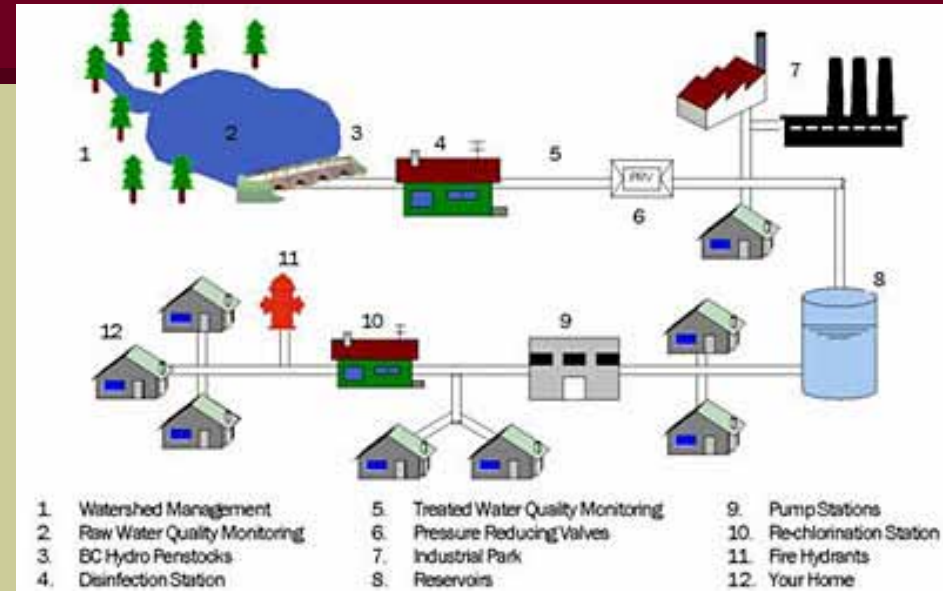 7
3
2
4
5
1
PRV
6
8
11
10
9
12
1. Watershed Management
2. Raw Water Quality Monitoring
3. BC Hydro Penstocks
4. Disinfection Station
5. Treated Water Quality Monitoring
6. Pressure Reducing Valves
7. Industrial Park
8. Reservoirs
9. Pump Stations
10. Re-chlorination Station
11. Fire Hydrants
12. Your Home